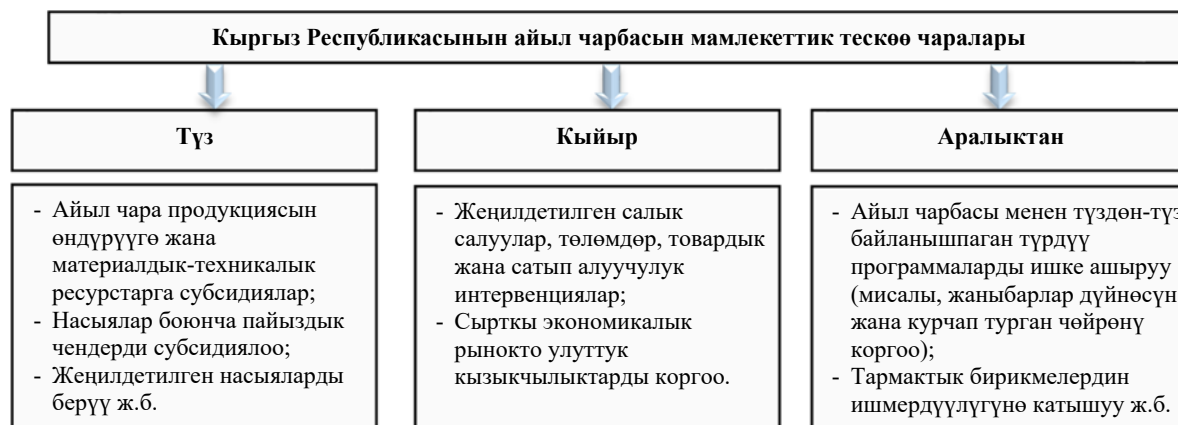 Кыргыз Республикасынын айыл чарбасын мамлекеттик тескөө чаралары
Түз
Кыйыр
Аралыктан
- Айыл чара продукциясын
өндүрүүгө жана
материалдык-техникалык
ресурстарга субсидиялар;
- Насыялар боюнча пайыздык
чендерди субсидиялоо;
- Жеңилдетилген насыяларды
берүү ж.б.
- Жеңилдетилген салык
салуулар, төлөмдөр, товардык
жана сатып алуучулук
интервенциялар;
- Сырткы экономикалык
рынокто улуттук
кызыкчылыктарды коргоо.
- Айыл чарбасы менен түздөн-түз
байланышпаган түрдүү
программаларды ишке ашыруу
(мисалы, жаныбарлар дүйнөсүн
жана курчап турган чөйрөнү
коргоо);
- Тармактык бирикмелердин
ишмердүүлүгүнө катышуу ж.б.